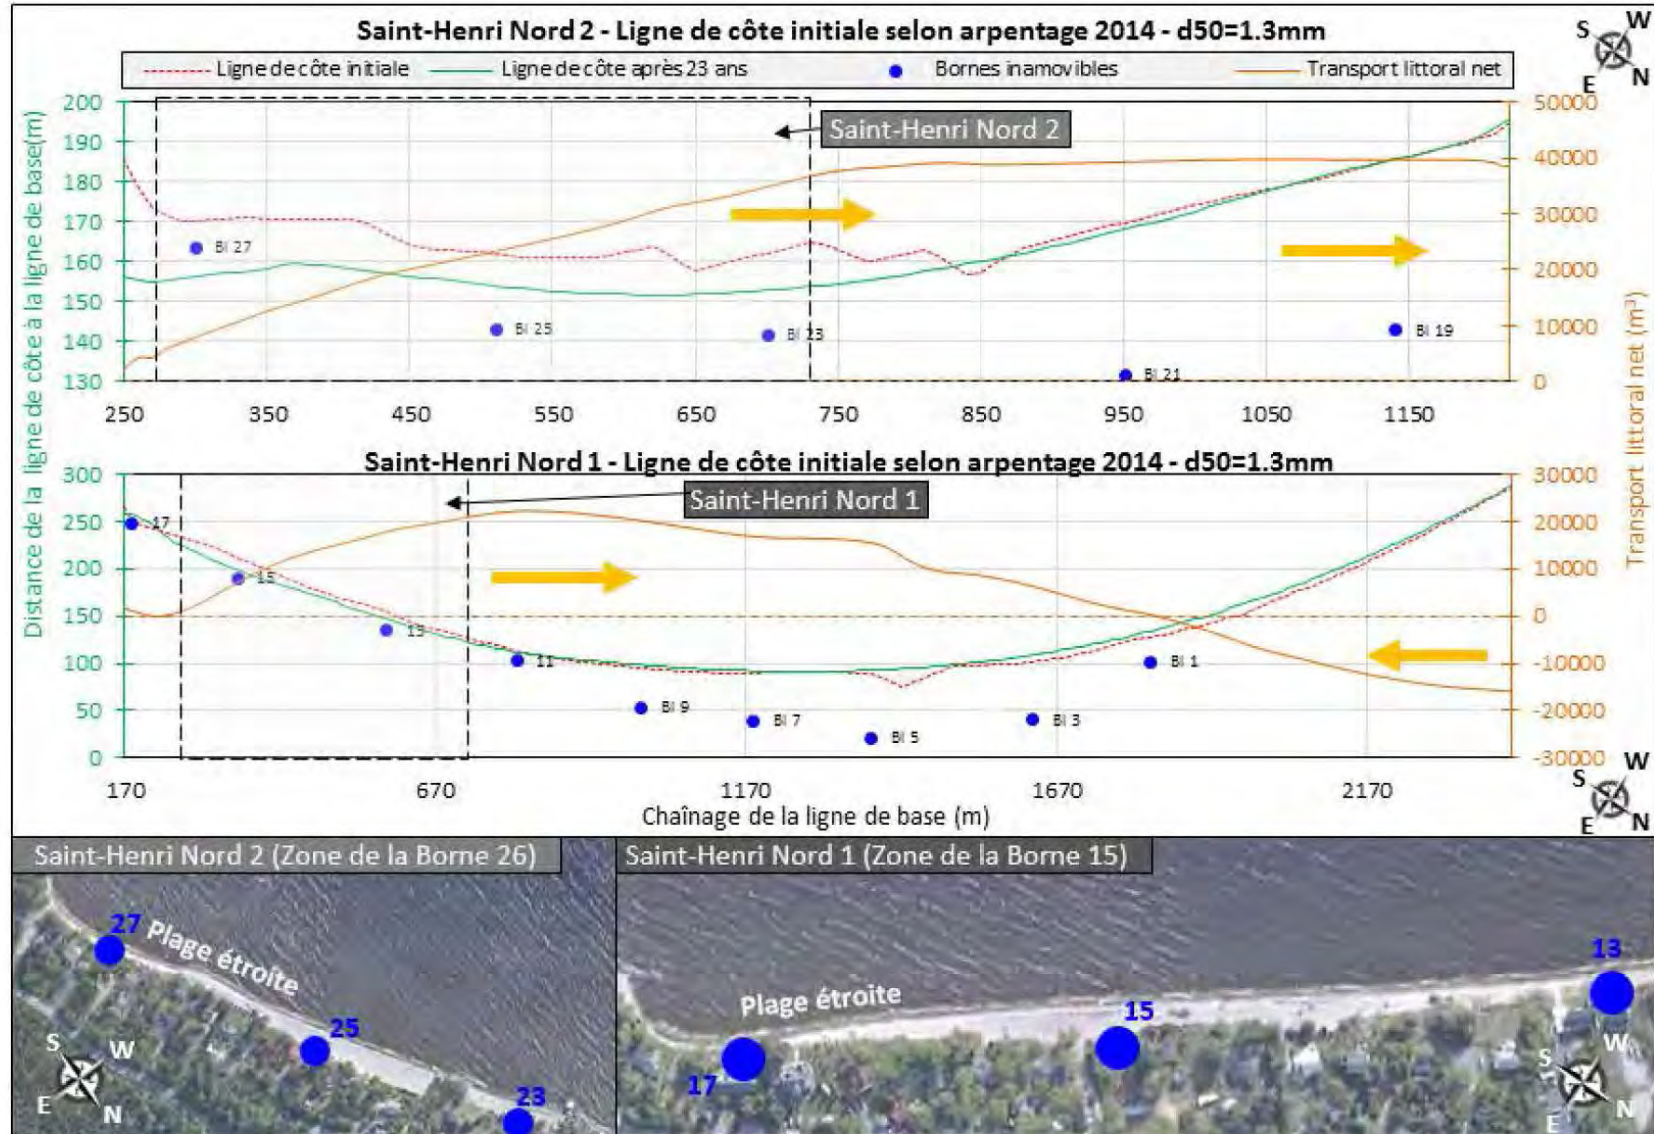 Saint-Henri Nord 2 - Ligne de côte initiale selon arpentage 2014 - d50=1.3mm
S W
E N
Ligne de côte initiale Ligne de côte après 23 ans Bornes inamovibles Transport littoral net
Distance de la ligne de côte à la ligne de base(m)
Transport littoral net (m³)
200 50000
190
180 40000
170 30000
160 20000
150
140 10000
130 0
Saint-Henri Nord 2
BI 27
BI 25
BI 23
BI 21
BI 19
250 350 450 550 650 750 850 950 1050 1150
Saint-Henri Nord 1 - Ligne de côte initiale selon arpentage 2014 - d50=1.3mm
300 30000
250 20000
200 10000
150 0
100 -10000
50 -20000
0 -30000
Saint-Henri Nord 1
17
15
13
11
BI 9
BI 7
BI 5
BI 3
BI 1
170 670 1170 1670 2170
Chaînage de la ligne de base (m)
S W
E N
Saint-Henri Nord 2 (Zone de la Borne 26)
27
Plage étroite
25
23
S W
E N
Saint-Henri Nord 1 (Zone de la Borne 15)
Plage étroite
17
15
13
S W
E N